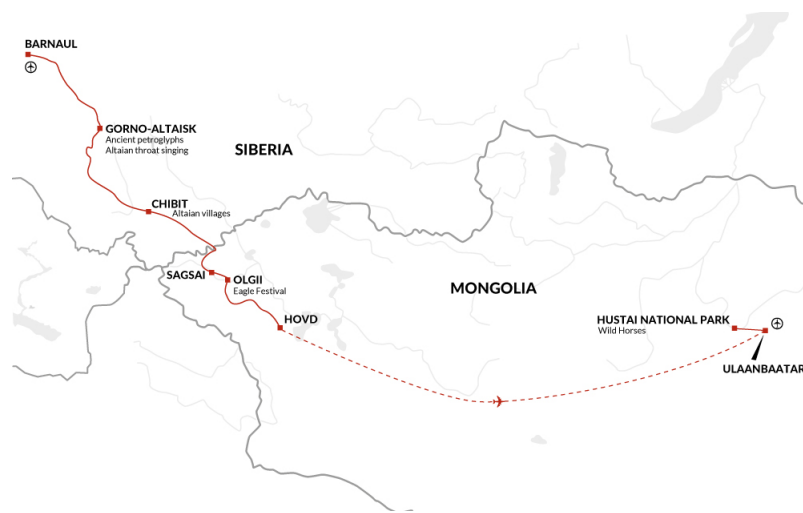 BARNAUL
GORNO-ALTAISK
Ancient petroglyphs
Altaian throat singing
SIBERIA
CHIBIT
Altaian villages
SAGSAI
OLGII
Eagle Festival
MONGOLIA
HOVD
HUSTAI NATIONAL PARK
Wild Horses
ULAANBAATAR